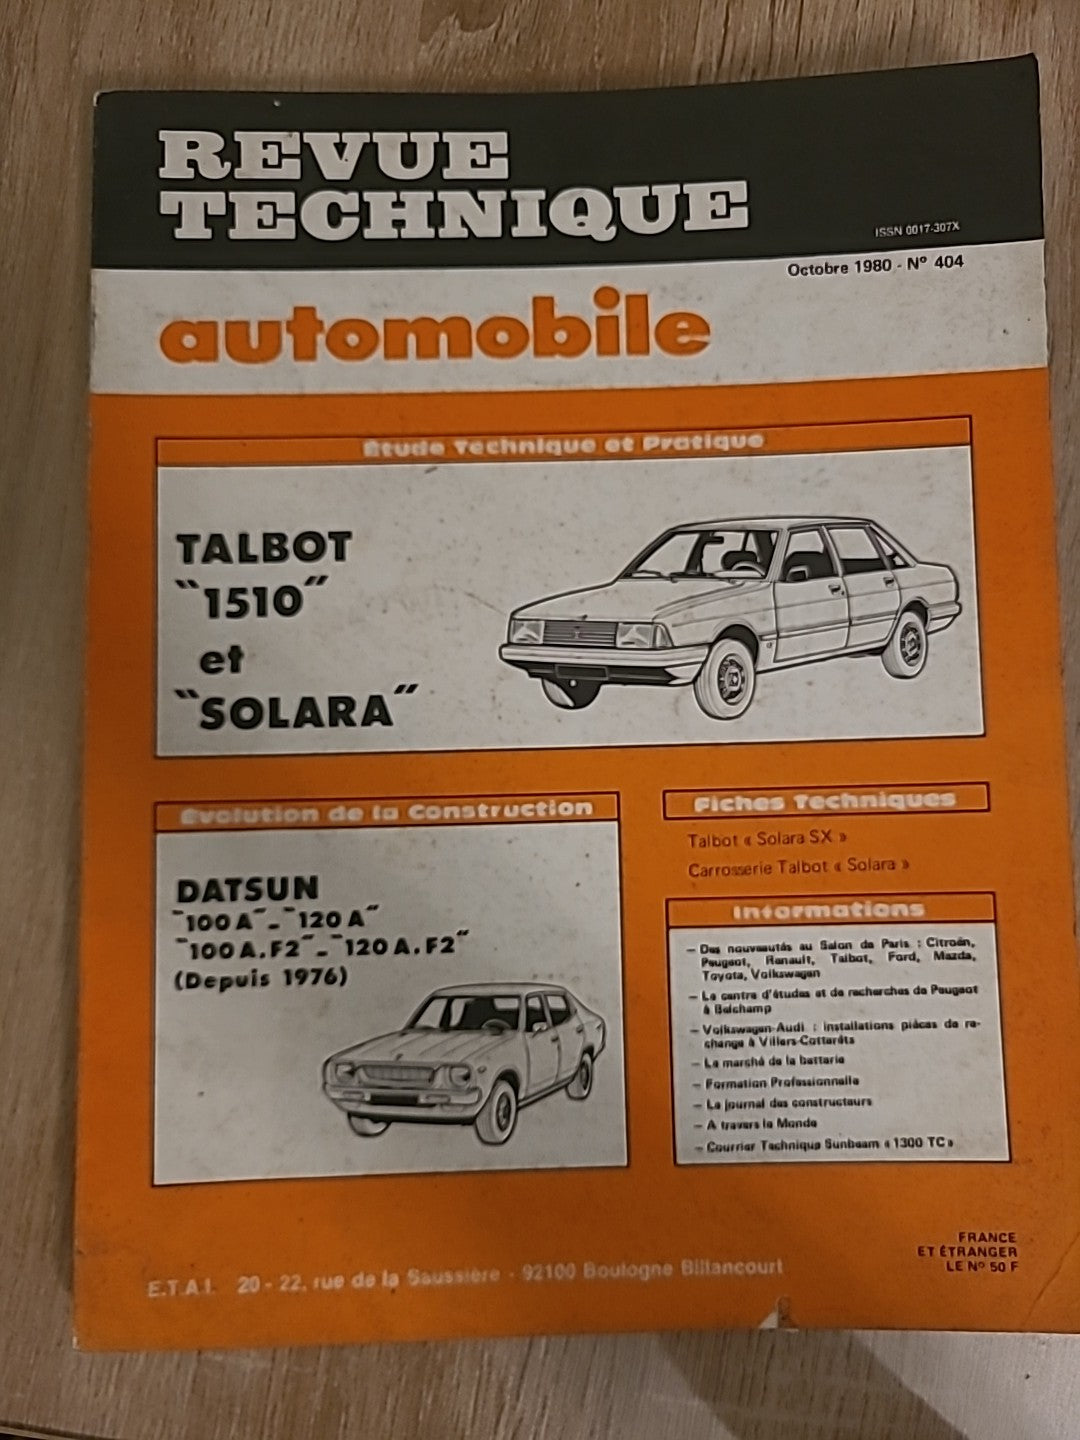 REVUE
TECHNIQUE
ISSN 0017-307X
Octobre 1980 - N° 404
automobile
Étude Technique et Pratique
TALBOT
"1510"
et
"SOLARA"
Évolution de la Construction
DATSUN
"100 A" - "120 A"
"100 A.F2" - "120 A.F2"
(Depuis 1976)
Fiches Techniques
Talbot « Solara SX »
Carrosserie Talbot « Solara »
Informations
— Des nouveautés au Salon de Paris : Citroën,
Peugeot, Renault, Talbot, Ford, Mazda,
Toyota, Volkswagen
— Le centre d'études et de recherches de Peugeot
à Belchamp
— Volkswagen-Audi : installations pièces de re-
change à Villers-Cotterêts
— Le marché de la batterie
— Formation Professionnelle
— Le journal des constructeurs
— A travers le Monde
— Courrier Technique Sunbeam « 1300 TC »
FRANCE
ET ÉTRANGER
LE N° 50 F
E.T.A.I. 20 - 22, rue de la Saussière - 92100 Boulogne Billancourt